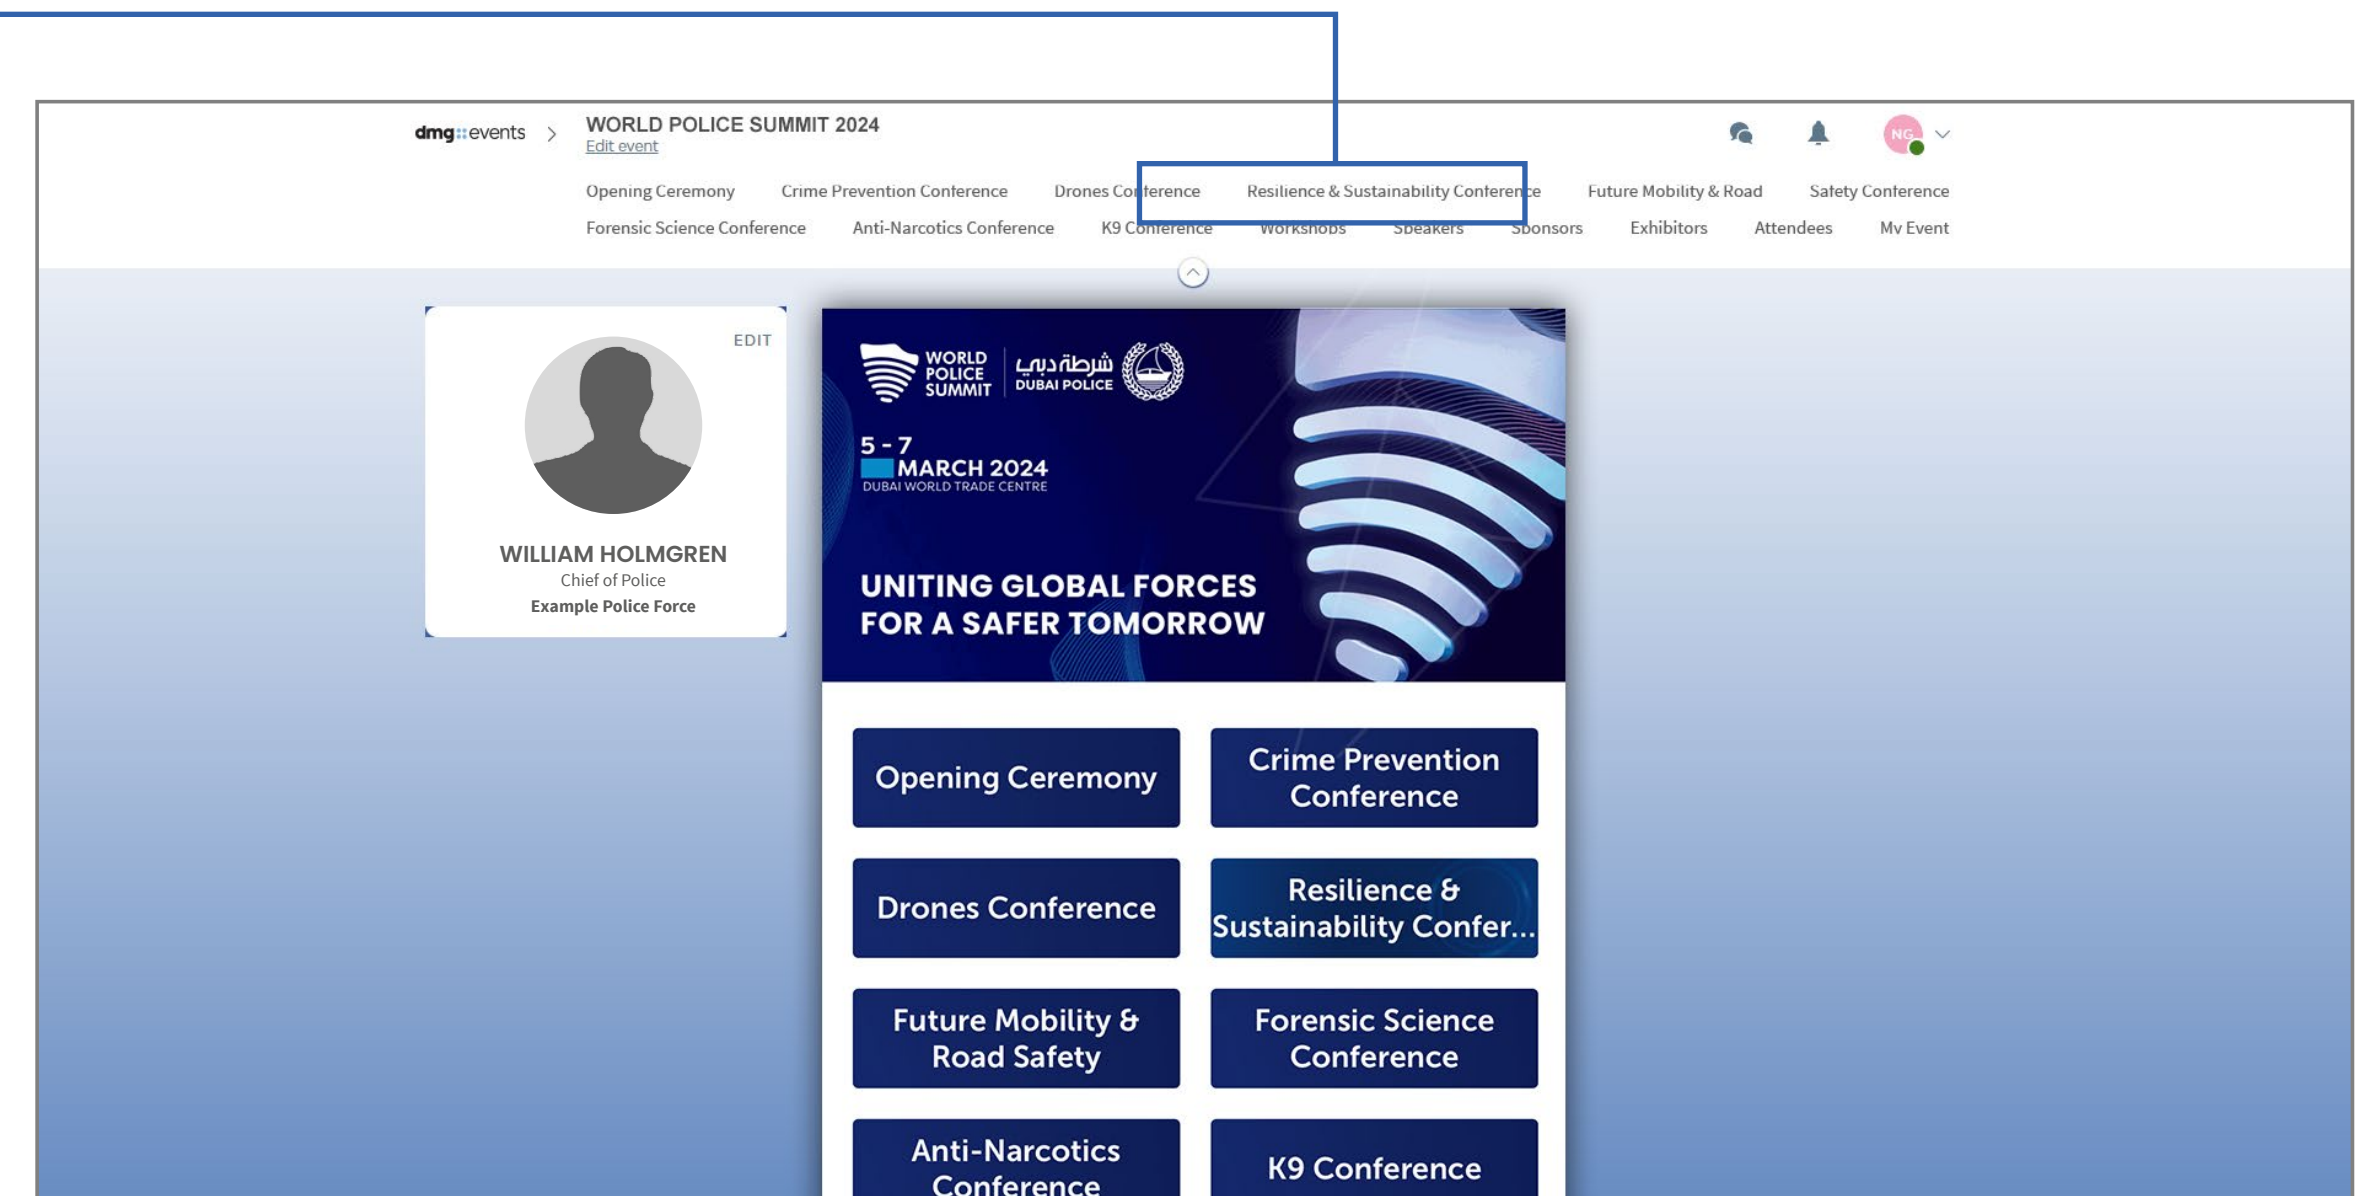 dmg::events > WORLD POLICE SUMMIT 2024
Edit event
NG
Opening Ceremony Crime Prevention Conference Drones Conference Resilience & Sustainability Conference Future Mobility & Road Safety Conference
Forensic Science Conference Anti-Narcotics Conference K9 Conference Workshops Speakers Sponsors Exhibitors Attendees My Event
EDIT
WILLIAM HOLMGREN
Chief of Police
Example Police Force
WORLD
POLICE
SUMMIT
شرطة دبي
DUBAI POLICE
5 - 7
MARCH 2024
DUBAI WORLD TRADE CENTRE
UNITING GLOBAL FORCES
FOR A SAFER TOMORROW
Opening Ceremony
Crime Prevention
Conference
Drones Conference
Resilience &
Sustainability Confer...
Future Mobility &
Road Safety
Forensic Science
Conference
Anti-Narcotics
Conference
K9 Conference